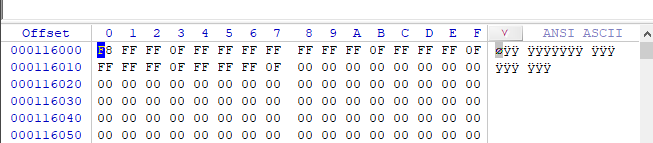 Offset 0 1 2 3 4 5 6 7 8 9 A B C D E F ANSI ASCII
000116000 F8 FF FF 0F FF FF FF FF FF FF FF 0F FF FF FF 0F øÿÿ ÿÿÿÿÿÿÿ ÿÿÿ
000116010 FF FF FF 0F FF FF FF 0F 00 00 00 00 00 00 00 00 ÿÿÿ ÿÿÿ
000116020 00 00 00 00 00 00 00 00 00 00 00 00 00 00 00 00
000116030 00 00 00 00 00 00 00 00 00 00 00 00 00 00 00 00
000116040 00 00 00 00 00 00 00 00 00 00 00 00 00 00 00 00
000116050 00 00 00 00 00 00 00 00 00 00 00 00 00 00 00 00